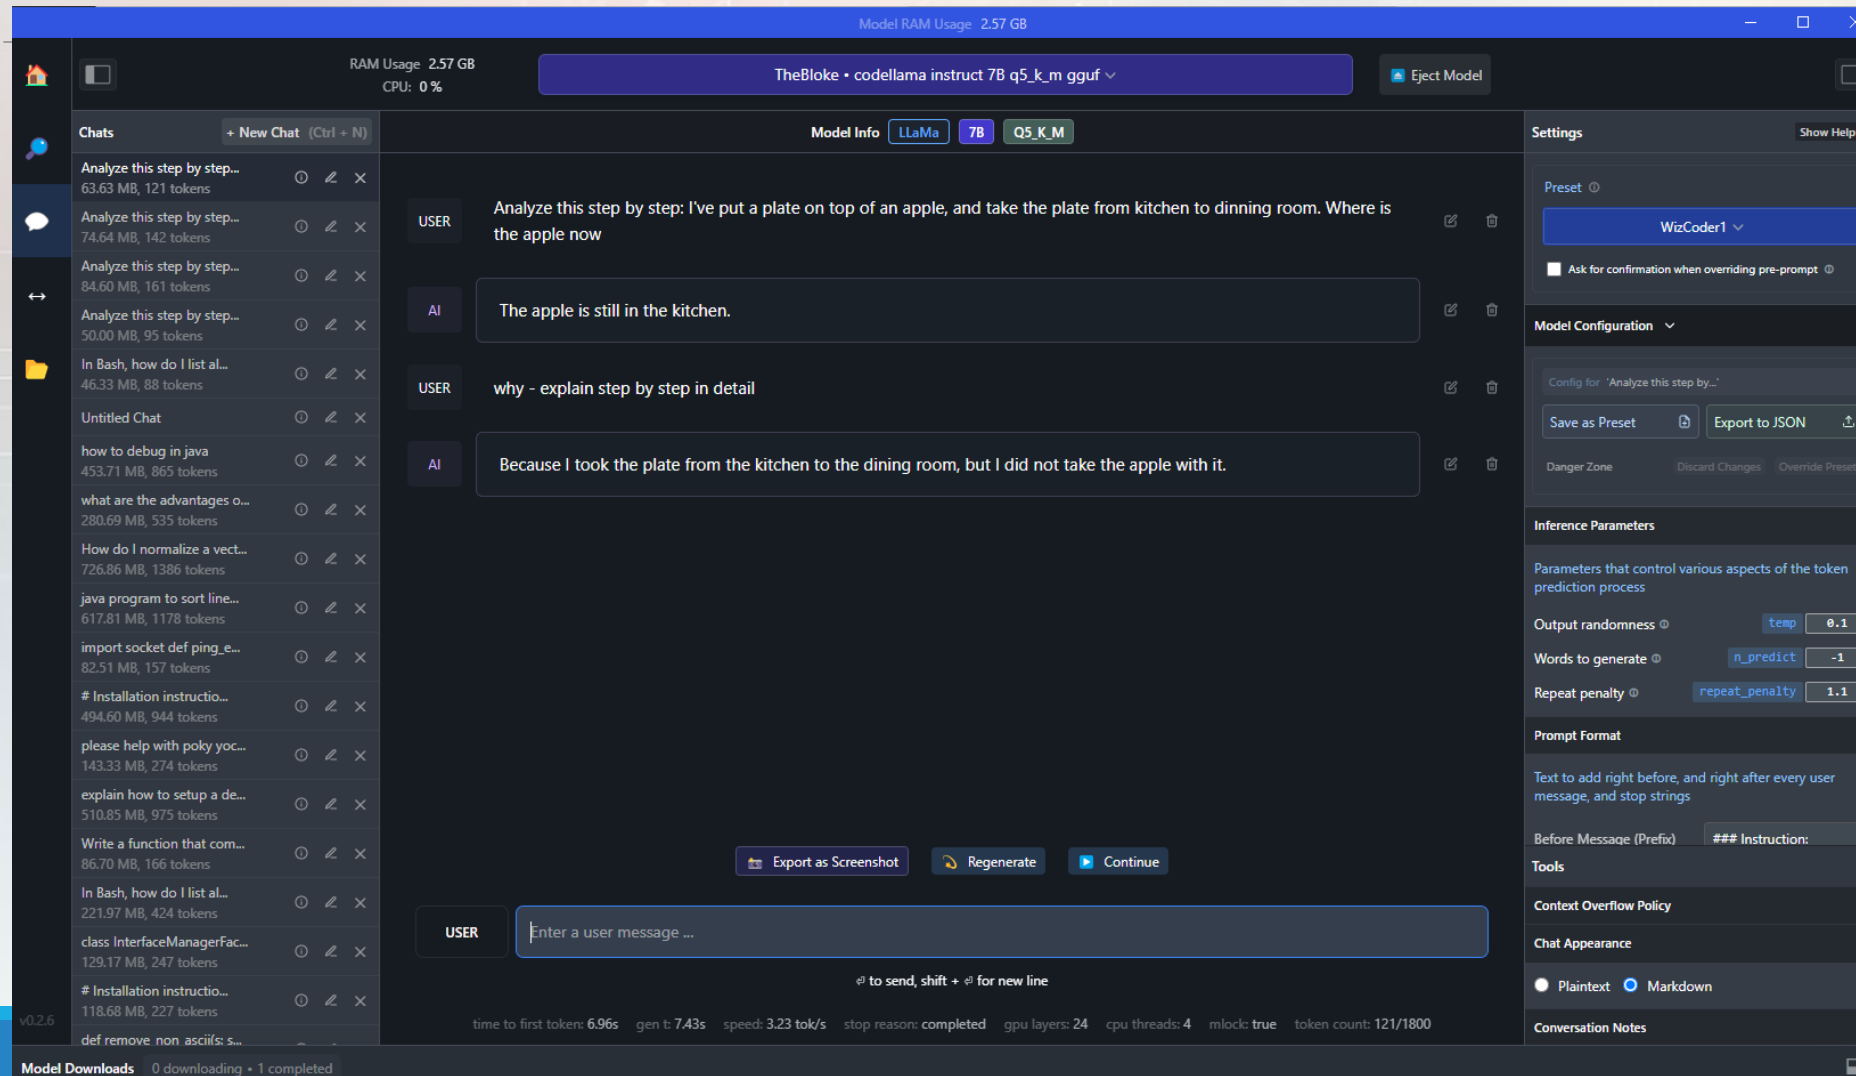 Model RAM Usage 2.57 GB
RAM Usage 2.57 GB
CPU: 0 %
TheBloke • codellama instruct 7B q5_k_m gguf
Eject Model
Chats
+ New Chat (Ctrl + N)
Analyze this step by step...
63.63 MB, 121 tokens
Analyze this step by step...
74.64 MB, 142 tokens
Analyze this step by step...
84.60 MB, 161 tokens
Analyze this step by step...
50.00 MB, 95 tokens
In Bash, how do I list al...
46.33 MB, 88 tokens
Untitled Chat
how to debug in java
453.71 MB, 865 tokens
what are the advantages o...
280.69 MB, 535 tokens
How do I normalize a vect...
726.86 MB, 1386 tokens
java program to sort line...
617.81 MB, 1178 tokens
import socket def ping_e...
82.51 MB, 157 tokens
# Installation instructio...
494.60 MB, 944 tokens
please help with poky yoc...
143.33 MB, 274 tokens
explain how to setup a de...
510.85 MB, 975 tokens
Write a function that com...
86.70 MB, 166 tokens
In Bash, how do I list al...
221.97 MB, 424 tokens
class InterfaceManagerFac...
129.17 MB, 247 tokens
# Installation instructio...
118.68 MB, 227 tokens
def remove_non_ascii(s: s...
v0.2.6
Model Info LLaMa 7B Q5_K_M
USER
Analyze this step by step: I've put a plate on top of an apple, and take the plate from kitchen to dinning room. Where is
the apple now
AI
The apple is still in the kitchen.
USER
why - explain step by step in detail
AI
Because I took the plate from the kitchen to the dining room, but I did not take the apple with it.
Export as Screenshot
Regenerate
Continue
USER
Enter a user message ...
⏎ to send, shift + ⏎ for new line
time to first token: 6.96s gen t: 7.43s speed: 3.23 tok/s stop reason: completed gpu layers: 24 cpu threads: 4 mlock: true token count: 121/1800
Settings
Show Help
Preset
WizCoder1
Ask for confirmation when overriding pre-prompt
Model Configuration
Config for 'Analyze this step by...'
Save as Preset
Export to JSON
Danger Zone
Discard Changes
Override Preset
Inference Parameters
Parameters that control various aspects of the token
prediction process
Output randomness temp 0.1
Words to generate n_predict -1
Repeat penalty repeat_penalty 1.1
Prompt Format
Text to add right before, and right after every user
message, and stop strings
Before Message (Prefix) ### Instruction:
Tools
Context Overflow Policy
Chat Appearance
Plaintext Markdown
Conversation Notes
Model Downloads 0 downloading • 1 completed